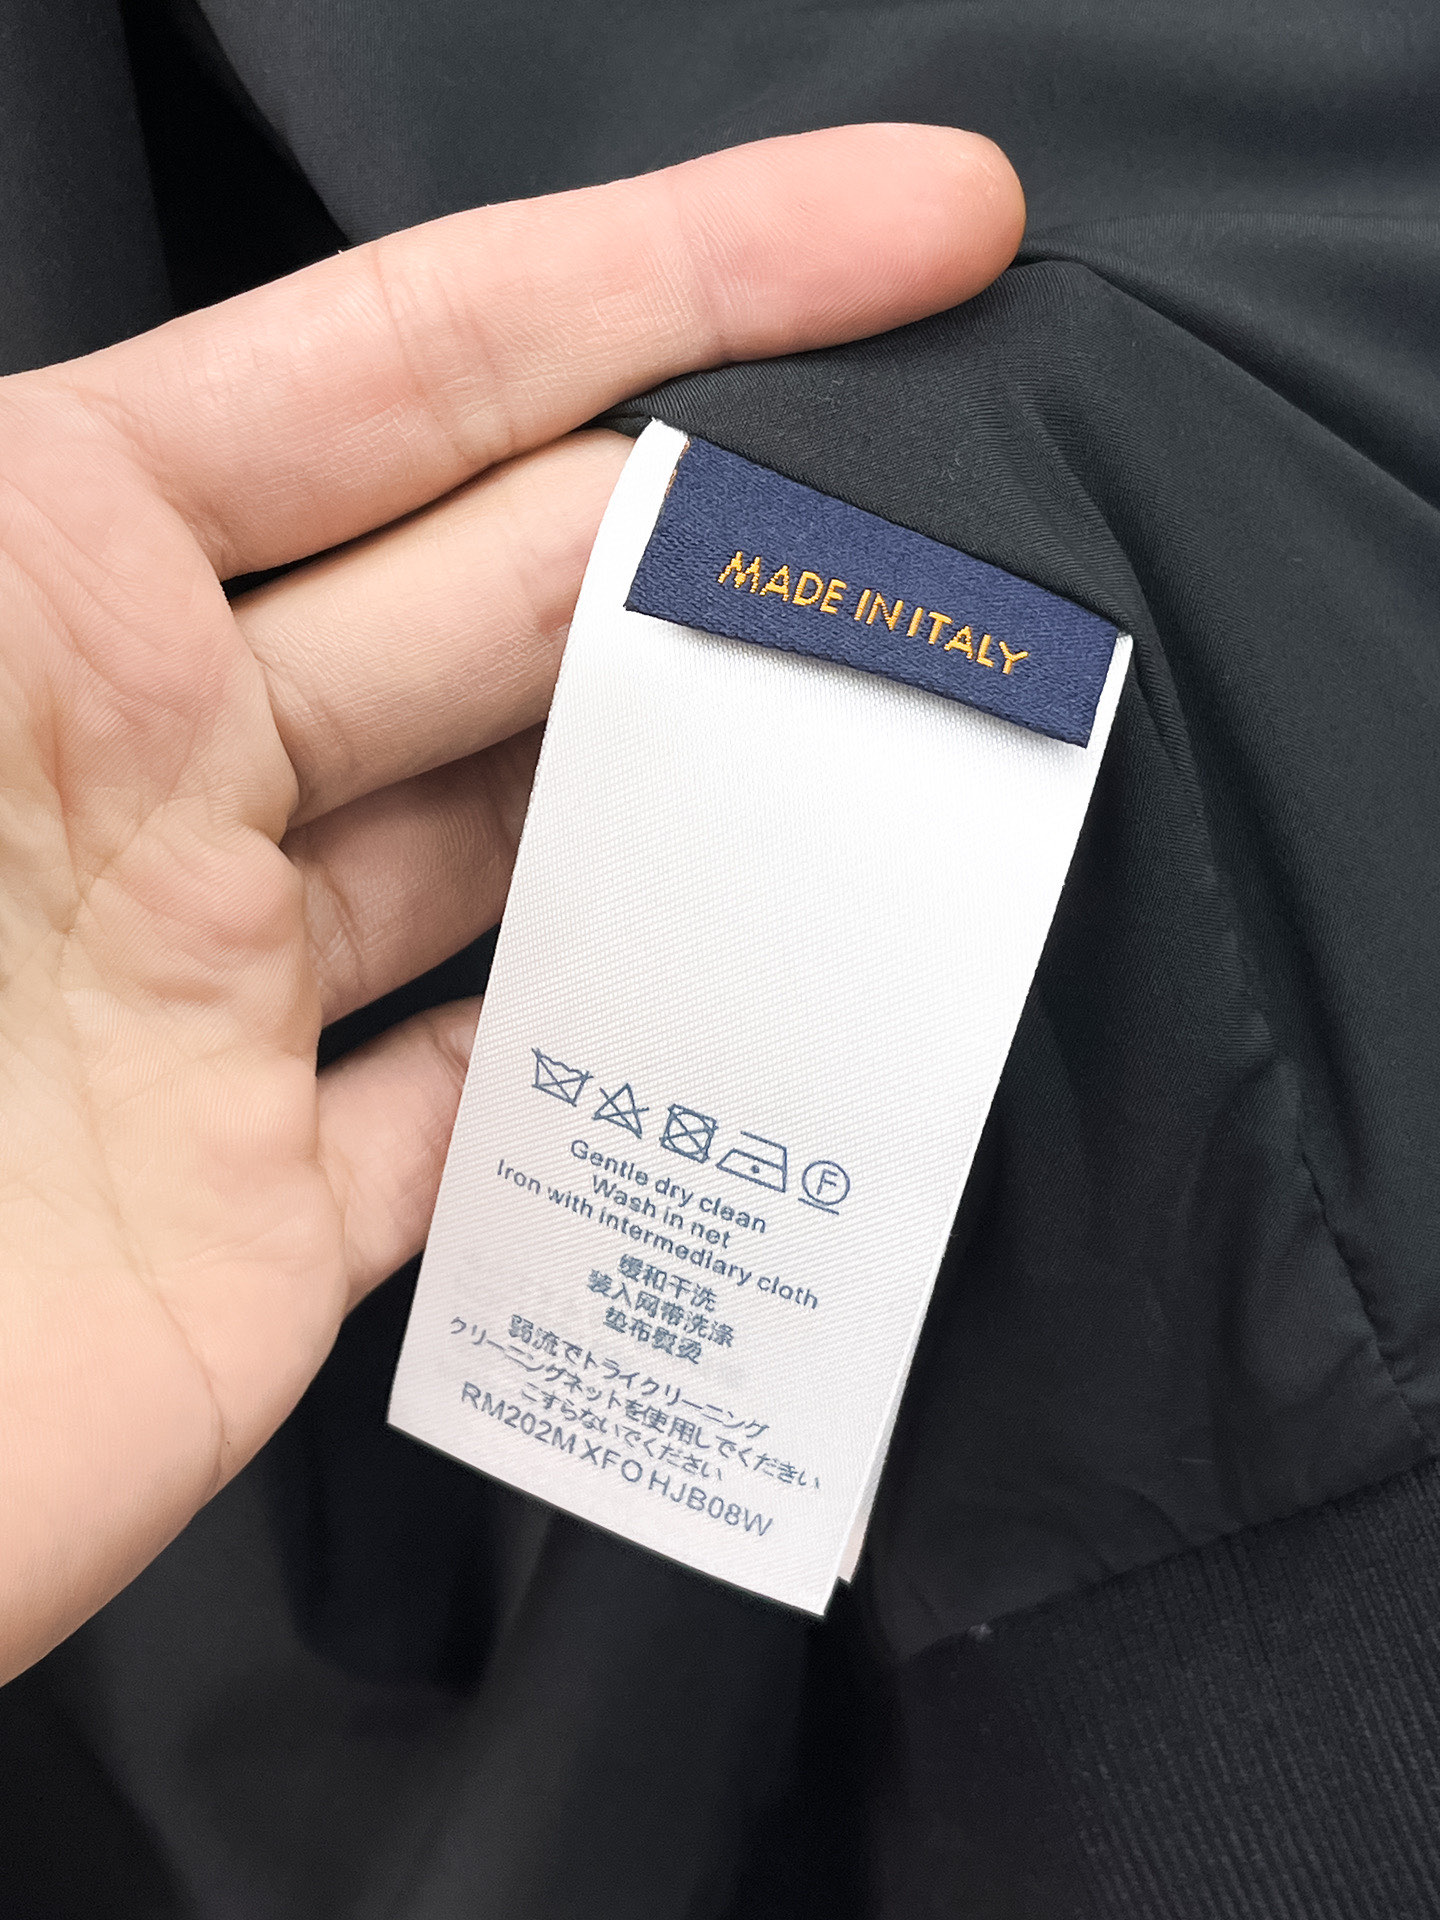 MADE IN ITALY
F
Gentle dry clean
Wash in net
Iron with intermediary cloth
缓和干洗
装入网带洗涤
垫布熨烫
弱流でトライクリーニング
クリーニングネットを使用しでください
こすらないでください
RM202M XFO HJB08W